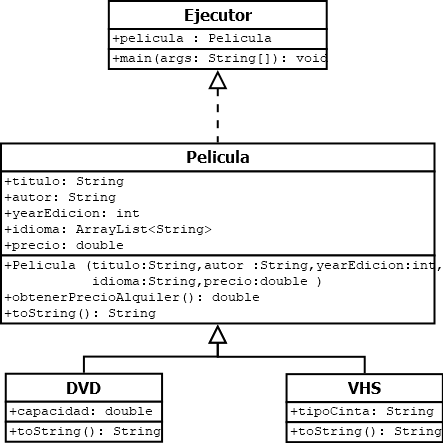 Ejecutor
+pelicula : Pelicula
+main(args: String[]): void
Pelicula
+titulo: String
+autor: String
+yearEdicion: int
+idioma: ArrayList<String>
+precio: double
+Pelicula (titulo:String,autor :String,yearEdicion:int,
idioma:String,precio:double )
+obtenerPrecioAlquiler(): double
+toString(): String
DVD
+capacidad: double
+toString(): String
VHS
+tipoCinta: String
+toString(): String